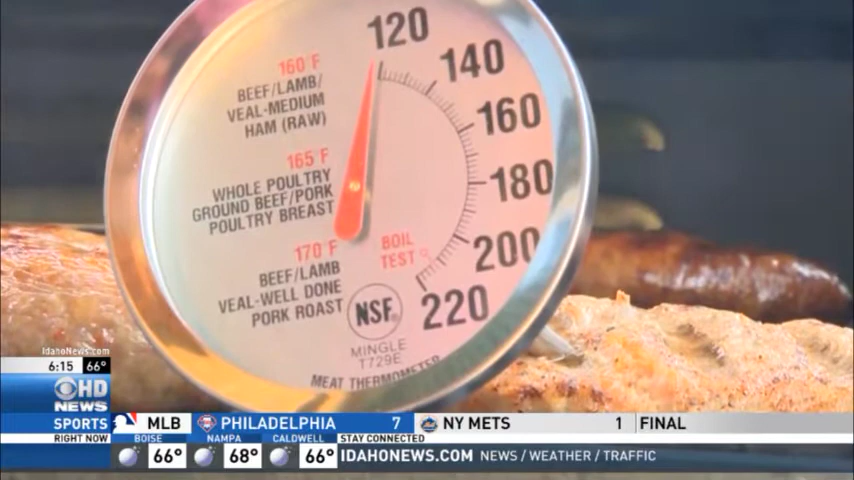 120
140
160
180
200
220
160 F
BEEF/LAMB/
VEAL-MEDIUM
HAM (RAW)
165 F
WHOLE POULTRY
GROUND BEEF/PORK
POULTRY BREAST
170 F
BEEF/LAMB
VEAL-WELL DONE
PORK ROAST
BOIL
TEST
NSF®
MINGLE
T729E
MEAT THERMOMETER
IdahoNews.com
6:15 66°
CBS HD
NEWS
SPORTS MLB PHILADELPHIA 7 NY METS 1 FINAL
RIGHT NOW BOISE NAMPA CALDWELL STAY CONNECTED
66° 68° 66° IDAHONEWS.COM NEWS / WEATHER / TRAFFIC